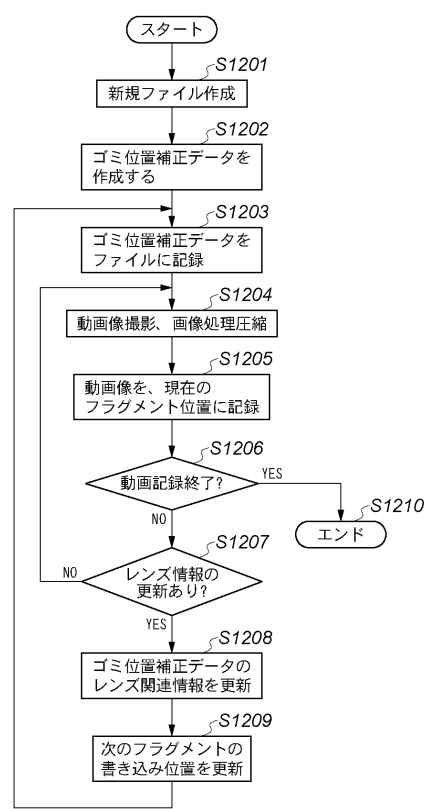 スタート
S1201
新規ファイル作成
S1202
ゴミ位置補正データを
作成する
S1203
ゴミ位置補正データを
ファイルに記録
S1204
動画像撮影、画像処理圧縮
S1205
動画像を、現在の
フラグメント位置に記録
S1206
動画記録終了?
YES
NO
S1210
エンド
S1207
レンズ情報の
更新あり?
NO
YES
S1208
ゴミ位置補正データの
レンズ関連情報を更新
S1209
次のフラグメントの
書き込み位置を更新